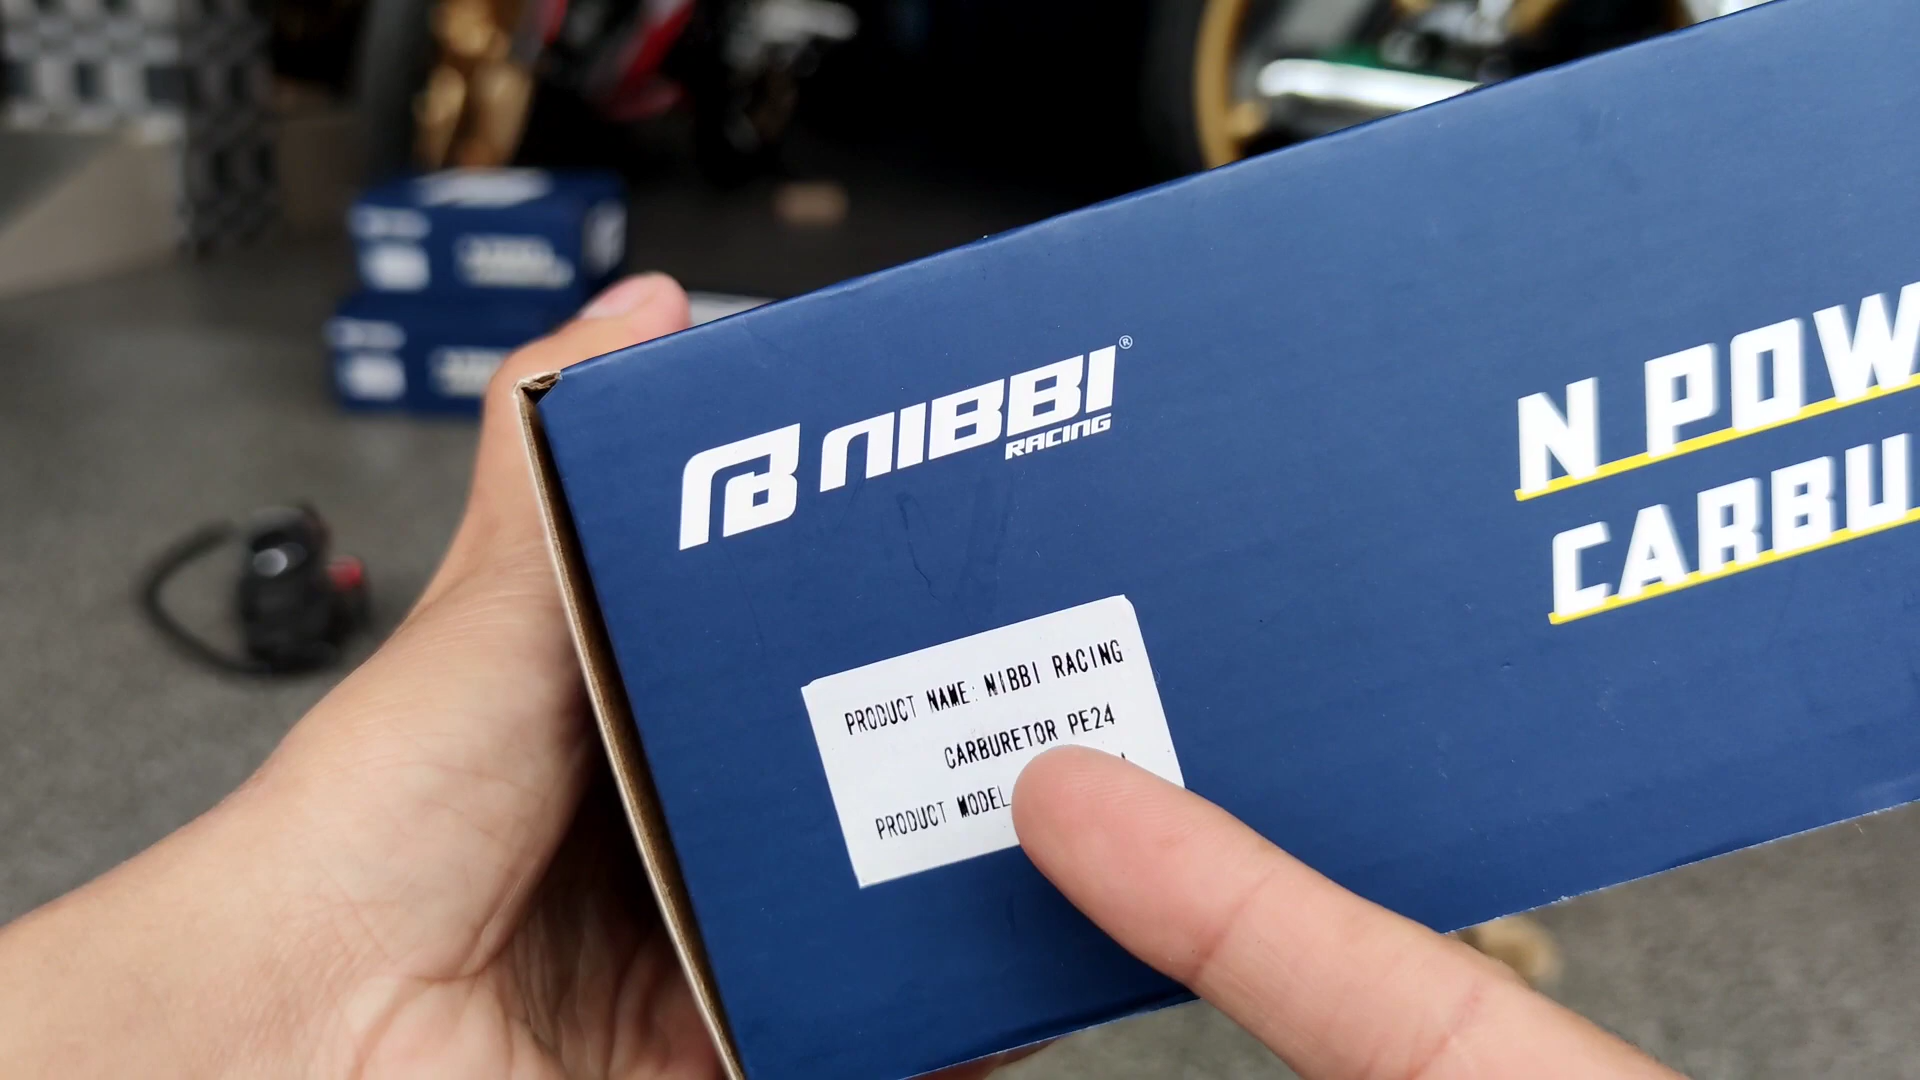 NIBBI®
RACING
N POW
CARBU
PRODUCT NAME: NIBBI RACING
CARBURETOR PE24
PRODUCT MODEL